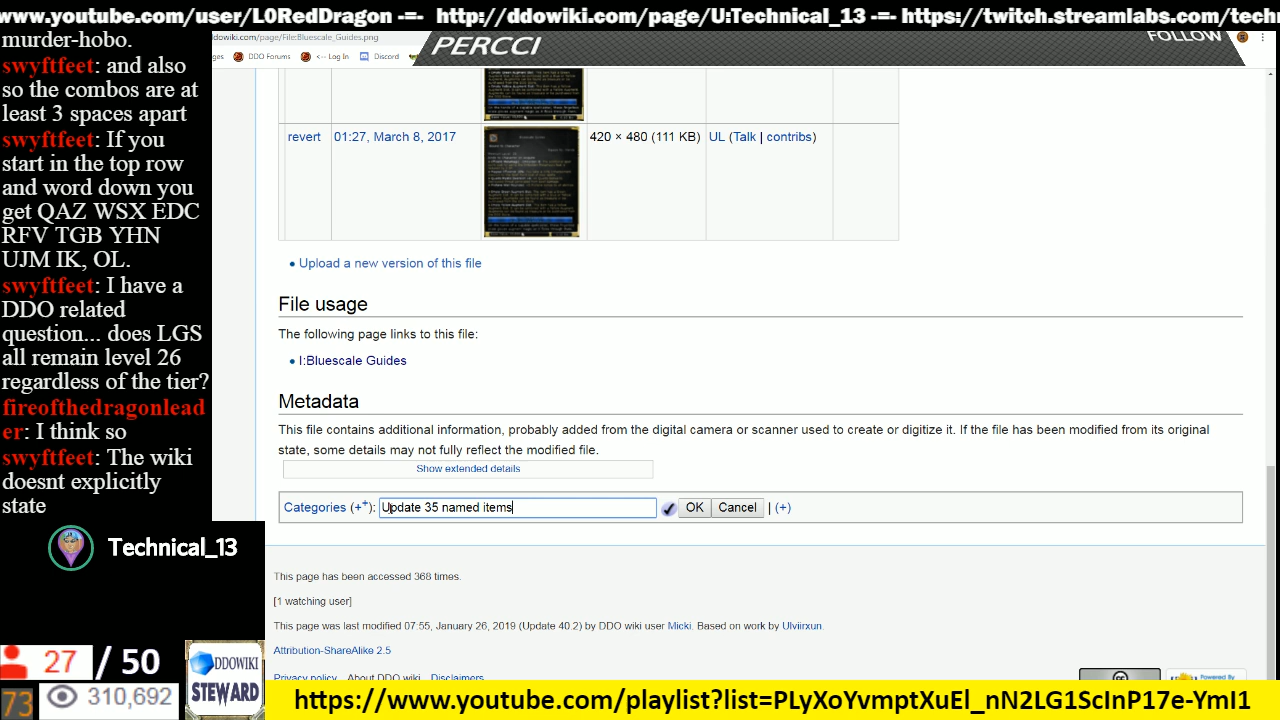 www.youtube.com/user/L0RedDragon -=- http://ddowiki.com/page/U:Technical_13 -=- https://twitch.streamlabs.com/tech
murder-hobo.
swyftfeet: and also
so the combos are at
least 3 spaces apart
swyftfeet: If you
start in the top row
and word down you
get QAZ WSX EDC
RFV TGB YHN
UJM IK, OL.
swyftfeet: I have a
DDO related
question... does LGS
all remain level 26
regardless of the tier?
fireofthedragonlead
er: I think so
swyftfeet: The wiki
doesnt explicitly
state
Technical_13
27 / 50
73 310,692
DDOWIKI
STEWARD
dowiki.com/page/File:Bluescale_Guides.png
ges DDO Forums <-- Log In Discord
PERCCI
FOLLOW
revert 01:27, March 8, 2017 420 × 480 (111 KB) UL (Talk | contribs)
• Upload a new version of this file
File usage
The following page links to this file:
• I:Bluescale Guides
Metadata
This file contains additional information, probably added from the digital camera or scanner used to create or digitize it. If the file has been modified from its original
state, some details may not fully reflect the modified file.
Show extended details
Categories (+⁺): Update 35 named items OK Cancel | (+)
This page has been accessed 368 times.
[1 watching user]
This page was last modified 07:55, January 26, 2019 (Update 40.2) by DDO wiki user Micki. Based on work by Ulviirxun.
Attribution-ShareAlike 2.5
Privacy policy About DDO wiki Disclaimers
Powered By
https://www.youtube.com/playlist?list=PLyXoYvmptXuEl_nN2LG1ScInP17e-YmI1